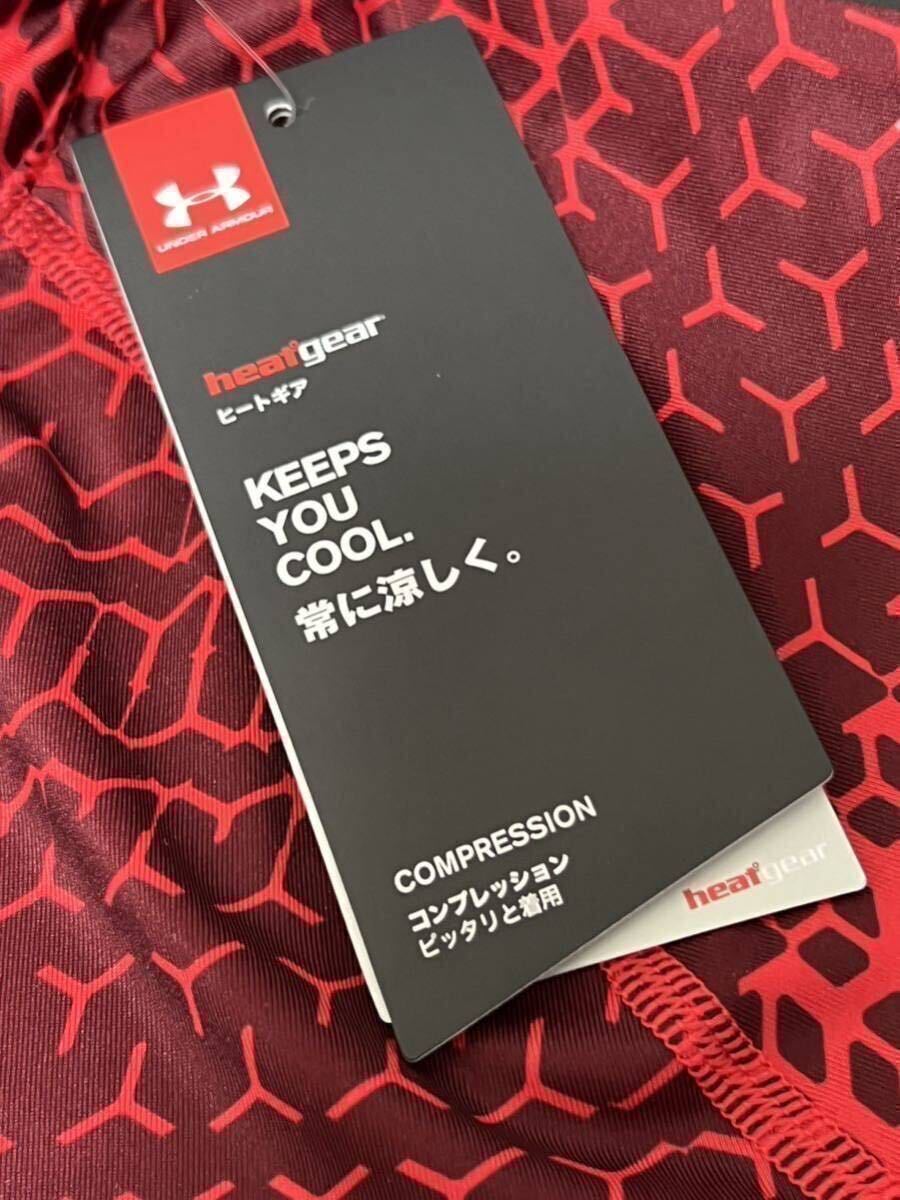 UNDER ARMOUR
heatgear
ヒートギア
KEEPS
YOU
COOL.
常に涼しく。
COMPRESSION
コンプレッション
ピッタリと着用
heatgear